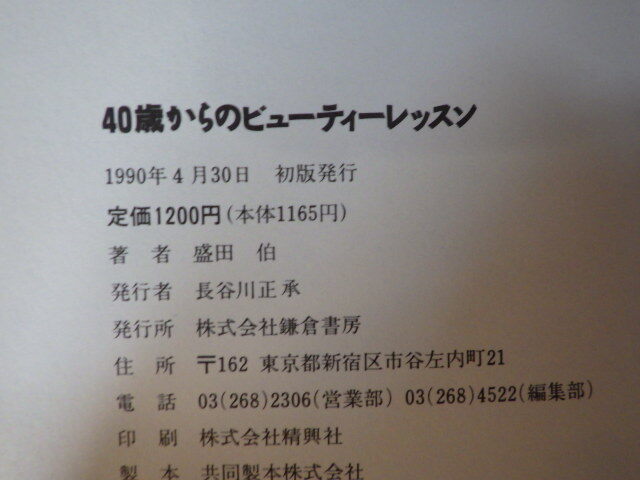 40歳からのビューティーレッスン
1990年4月30日 初版発行
定価1200円(本体1165円)
著者 盛田 伯
発行者 長谷川正承
発行所 株式会社鎌倉書房
住所 〒162 東京都新宿区市谷左内町21
電話 03(268)2306(営業部) 03(268)4522(編集部)
印刷 株式会社精興社
製本 共同製本株式会社